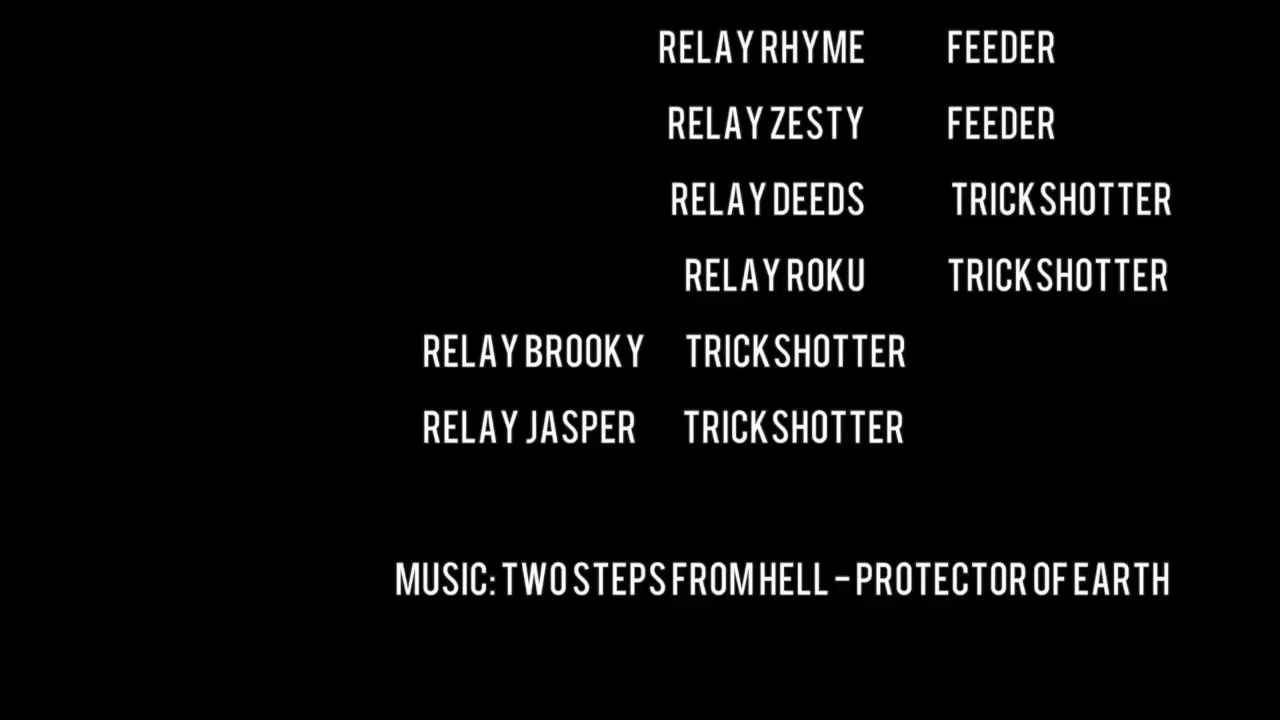 RELAY RHYME FEEDER
RELAY ZESTY FEEDER
RELAY DEEDS TRICKSHOTTER
RELAY ROKU TRICKSHOTTER
RELAY BROOKY TRICKSHOTTER
RELAY JASPER TRICKSHOTTER
MUSIC: TWO STEPS FROM HELL - PROTECTOR OF EARTH